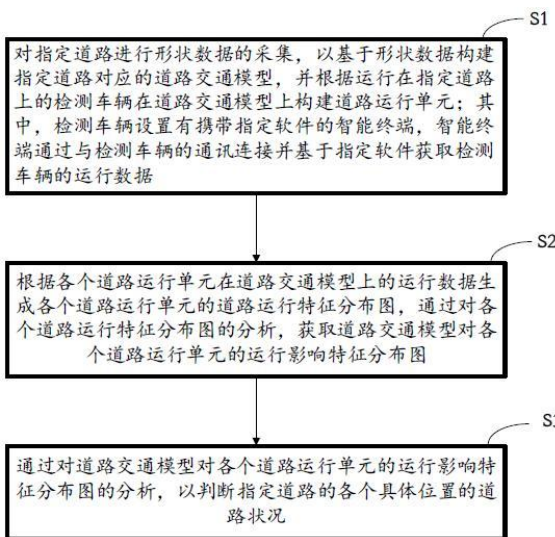 S1
对指定道路进行形状数据的采集，以基于形状数据构建
指定道路对应的道路交通模型，并根据运行在指定道路
上的检测车辆在道路交通模型上构建道路运行单元；其
中，检测车辆设置有携带指定软件的智能终端，智能终
端通过与检测车辆的通讯连接并基于指定软件获取检测
车辆的运行数据
S2
根据各个道路运行单元在道路交通模型上的运行数据生
成各个道路运行单元的道路运行特征分布图，通过对各
个道路运行特征分布图的分析，获取道路交通模型对各
个道路运行单元的运行影响特征分布图
通过对道路交通模型对各个道路运行单元的运行影响特
征分布图的分析，以判断指定道路的各个具体位置的道
路状况